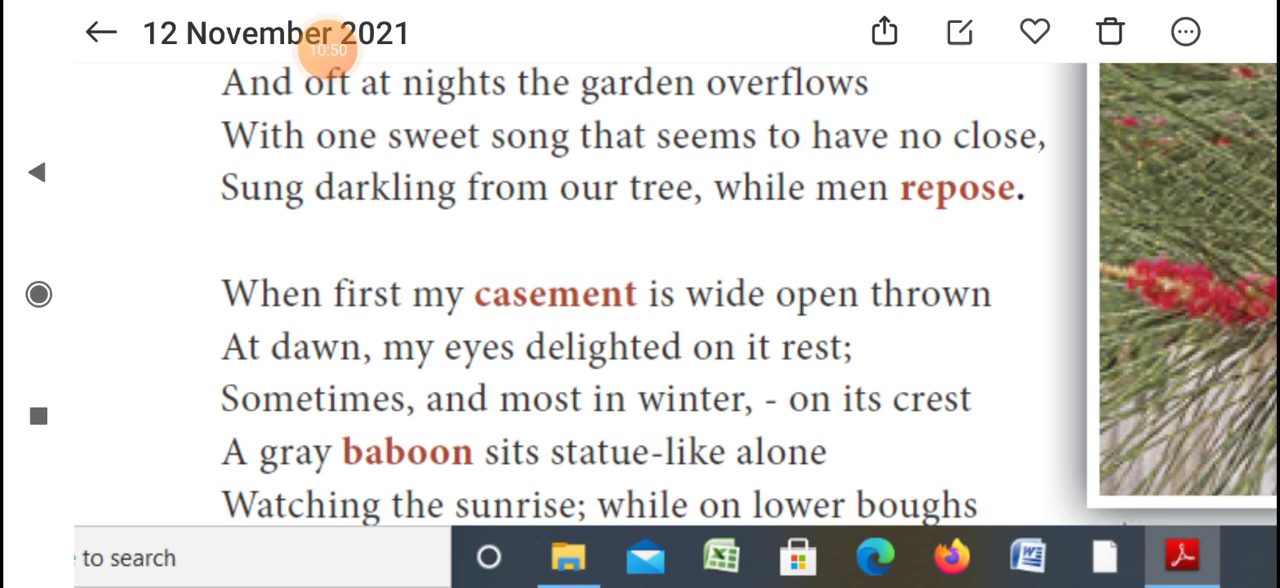 12 November 2021
10:50
And oft at nights the garden overflows
With one sweet song that seems to have no close,
Sung darkling from our tree, while men repose.
When first my casement is wide open thrown
At dawn, my eyes delighted on it rest;
Sometimes, and most in winter, - on its crest
A gray baboon sits statue-like alone
Watching the sunrise; while on lower boughs
to search